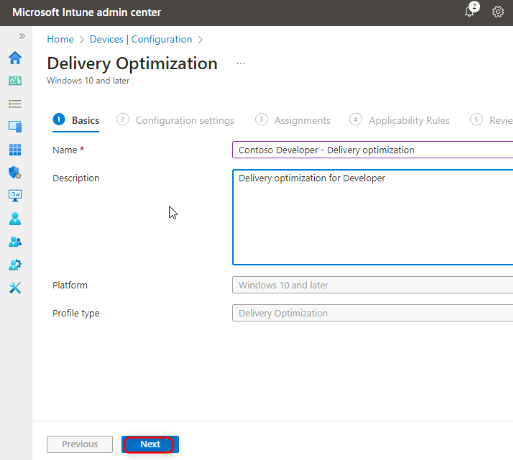 Microsoft Intune admin center
2
Home > Devices | Configuration >
Delivery Optimization ...
Windows 10 and later
1 Basics 2 Configuration settings 3 Assignments 4 Applicability Rules 5 Revie
Name * Contoso Developer - Delivery optimization
Description Delivery optimization for Developer
Platform Windows 10 and later
Profile type Delivery Optimization
Previous Next